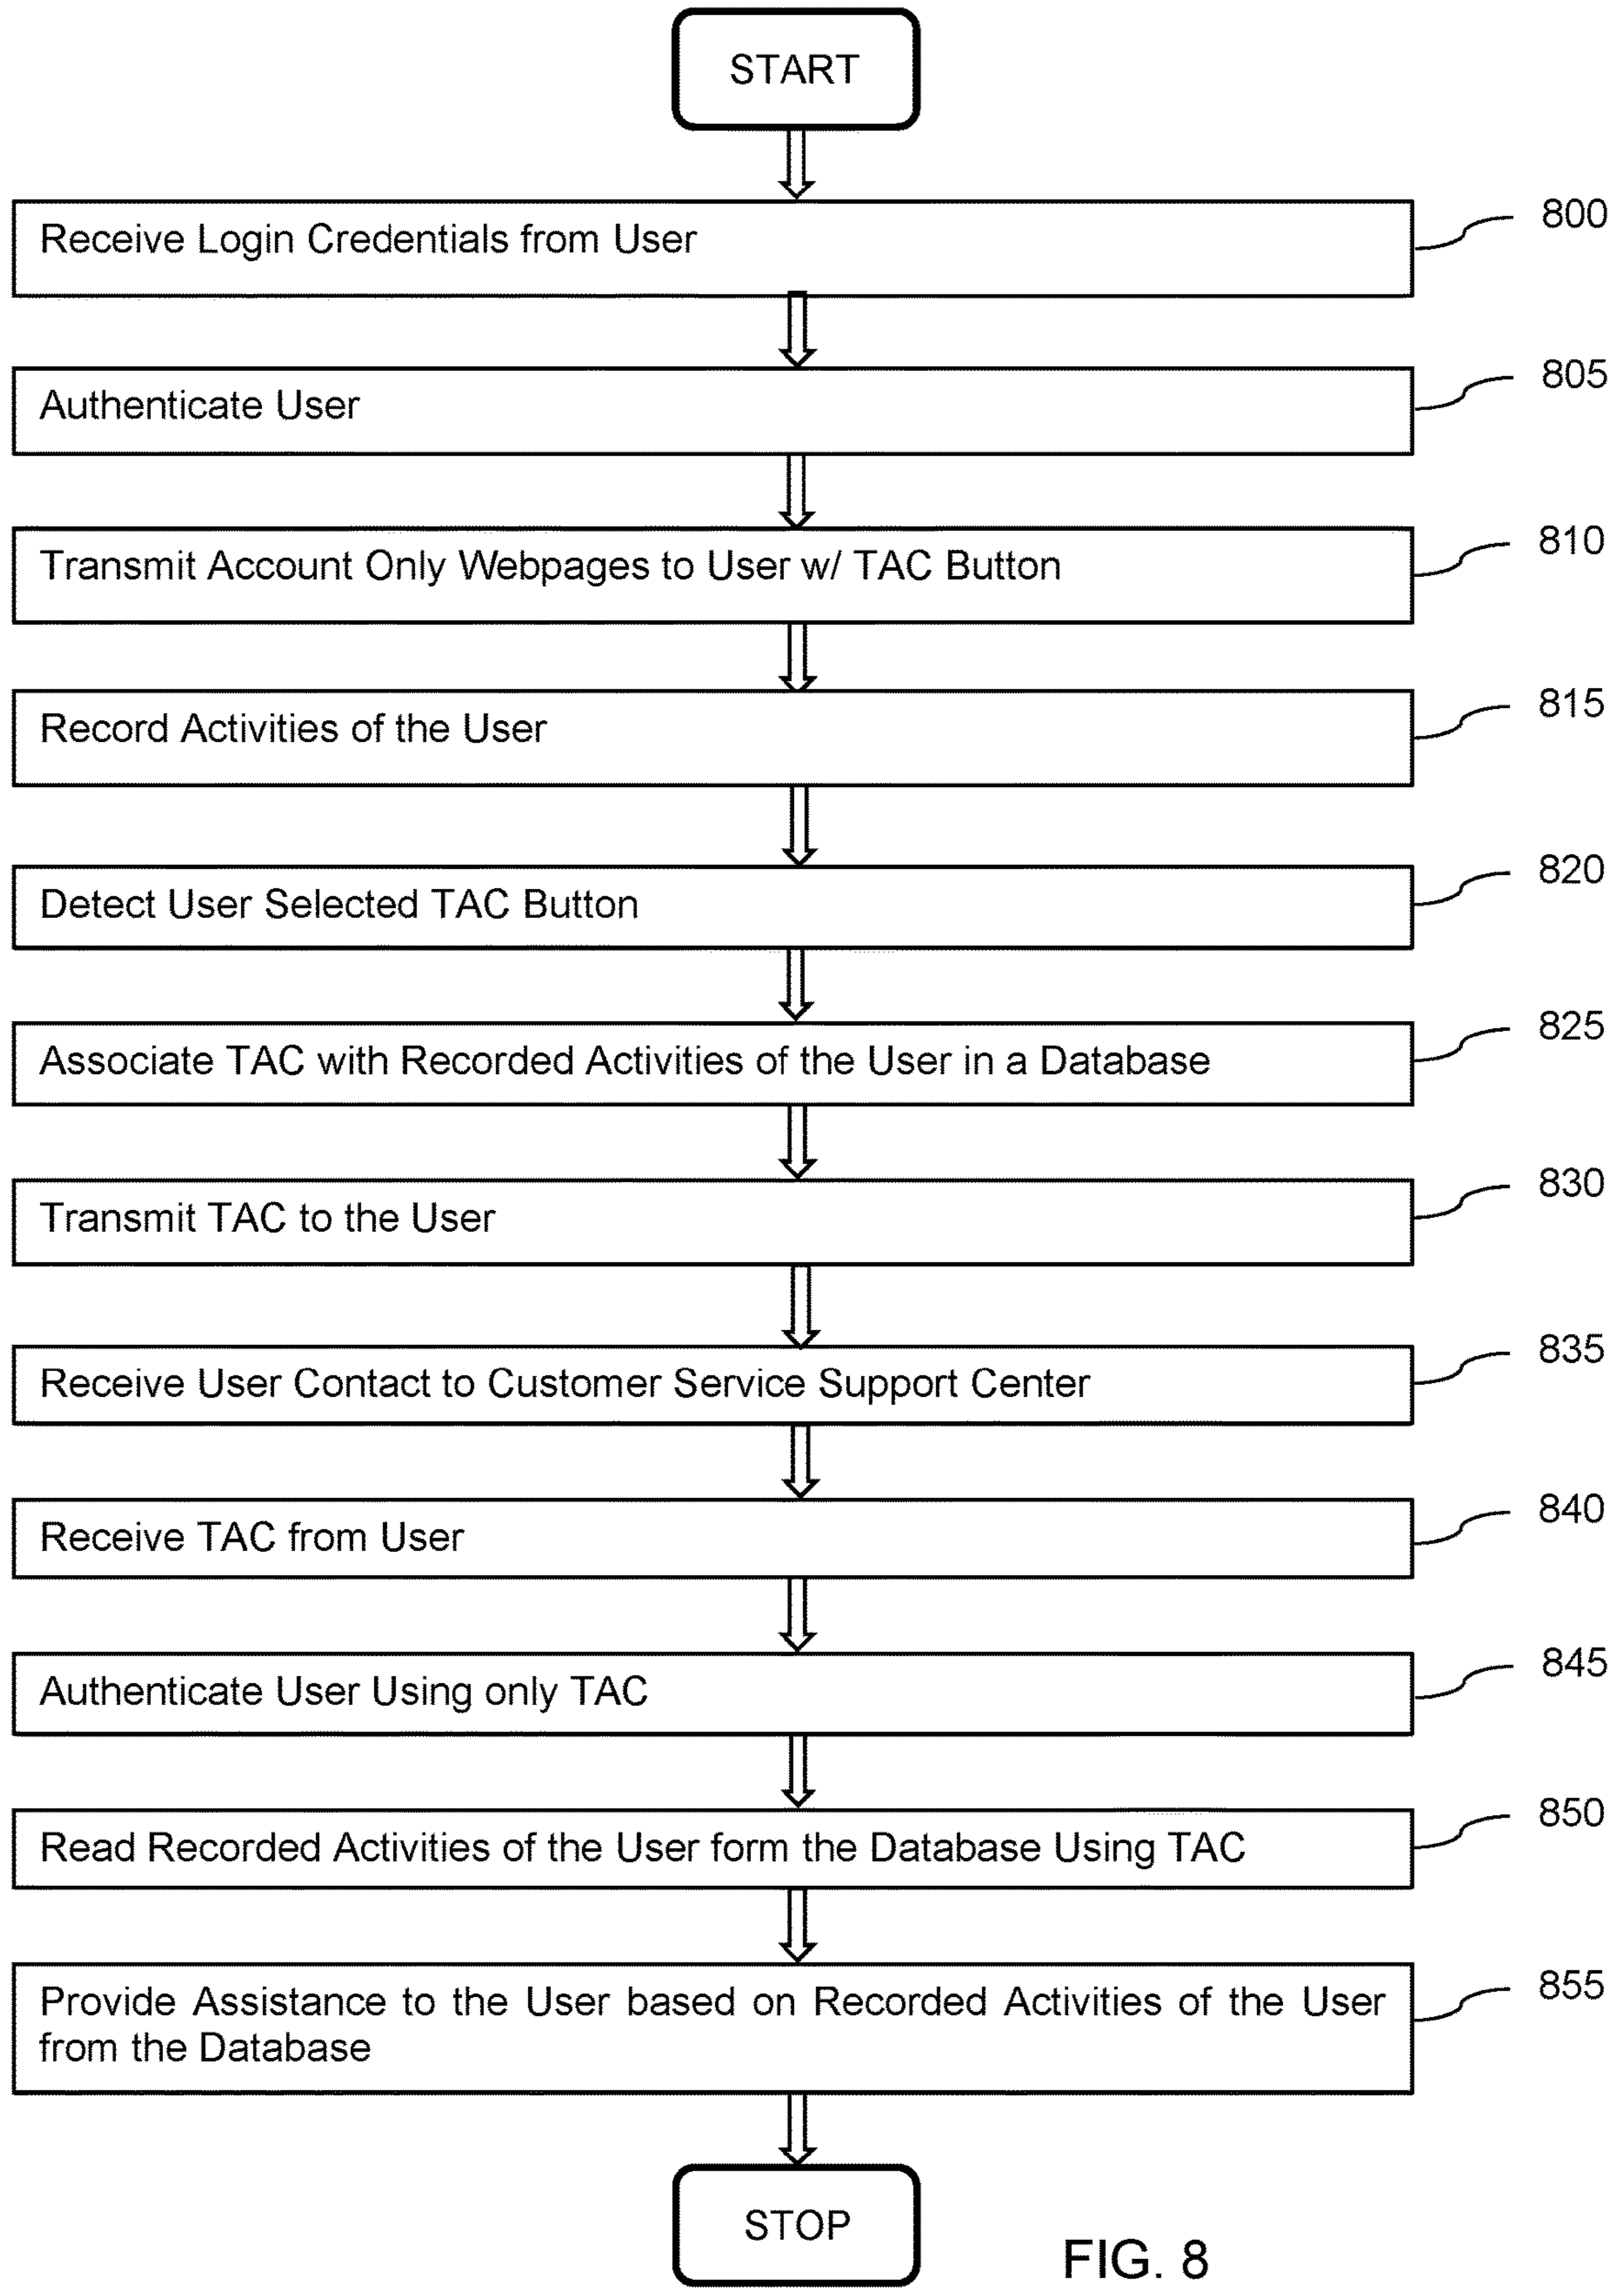 START
Receive Login Credentials from User
800
Authenticate User
805
Transmit Account Only Webpages to User w/ TAC Button
810
Record Activities of the User
815
Detect User Selected TAC Button
820
Associate TAC with Recorded Activities of the User in a Database
825
Transmit TAC to the User
830
Receive User Contact to Customer Service Support Center
835
Receive TAC from User
840
Authenticate User Using only TAC
845
Read Recorded Activities of the User form the Database Using TAC
850
Provide Assistance to the User based on Recorded Activities of the User
from the Database
855
STOP
FIG. 8